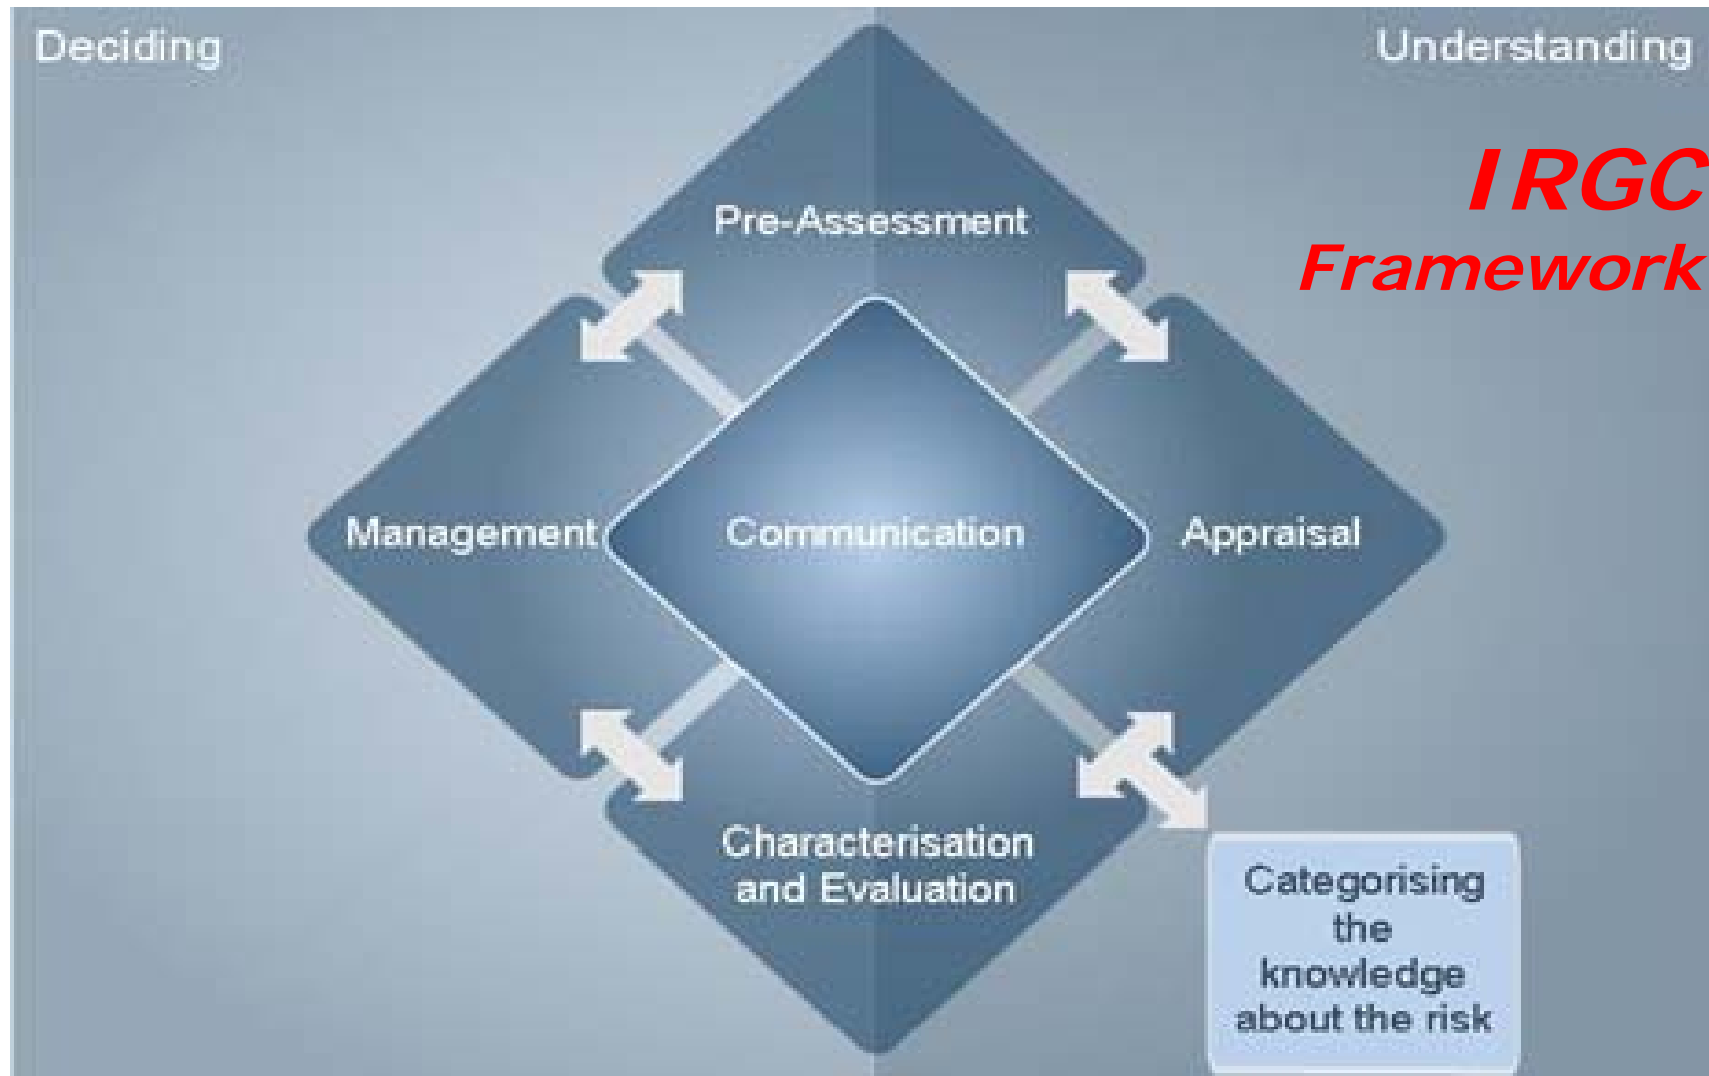 Deciding
Understanding
IRGC
Framework
Pre-Assessment
Management
Communication
Appraisal
Characterisation
and Evaluation
Categorising
the
knowledge
about the risk